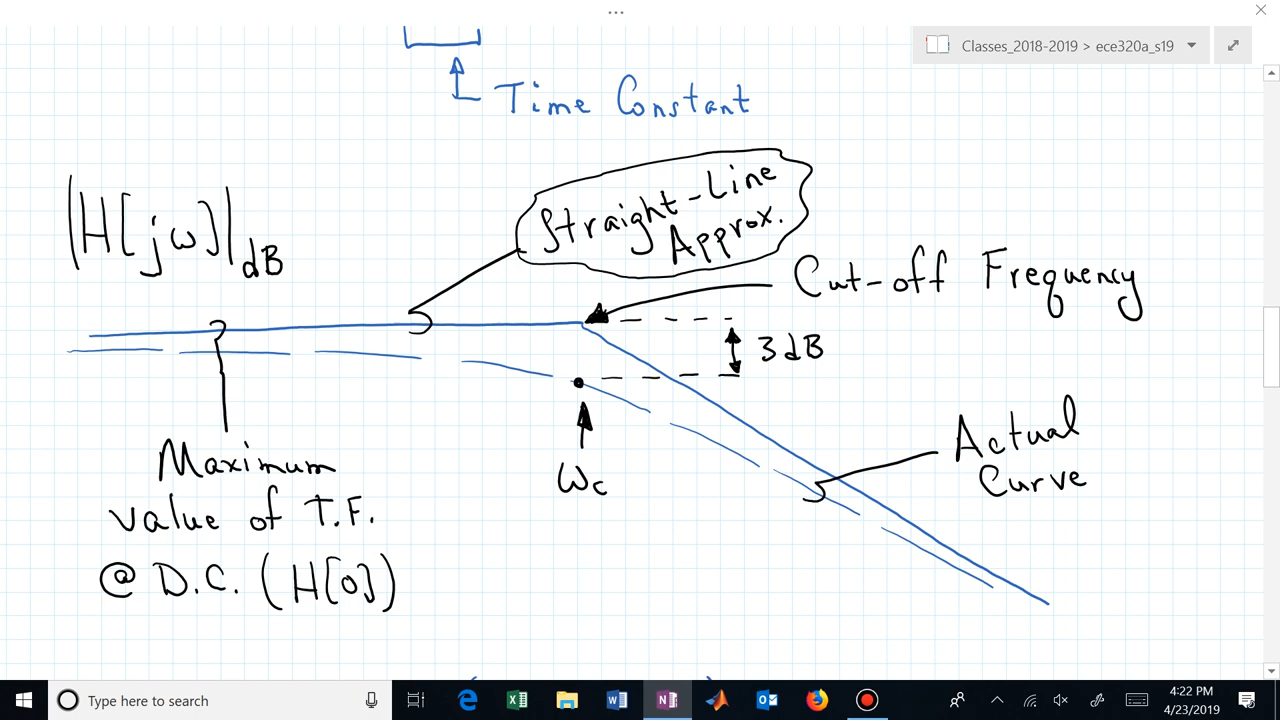 Classes_2018-2019 > ece320a_s19
Time Constant
|H[jω]|dB
Straight-Line
Approx.
Cut-off Frequency
3dB
Actual
Curve
ωc
Maximum
value of T.F.
@ D.C. (H[0])
Type here to search
4:22 PM
4/23/2019